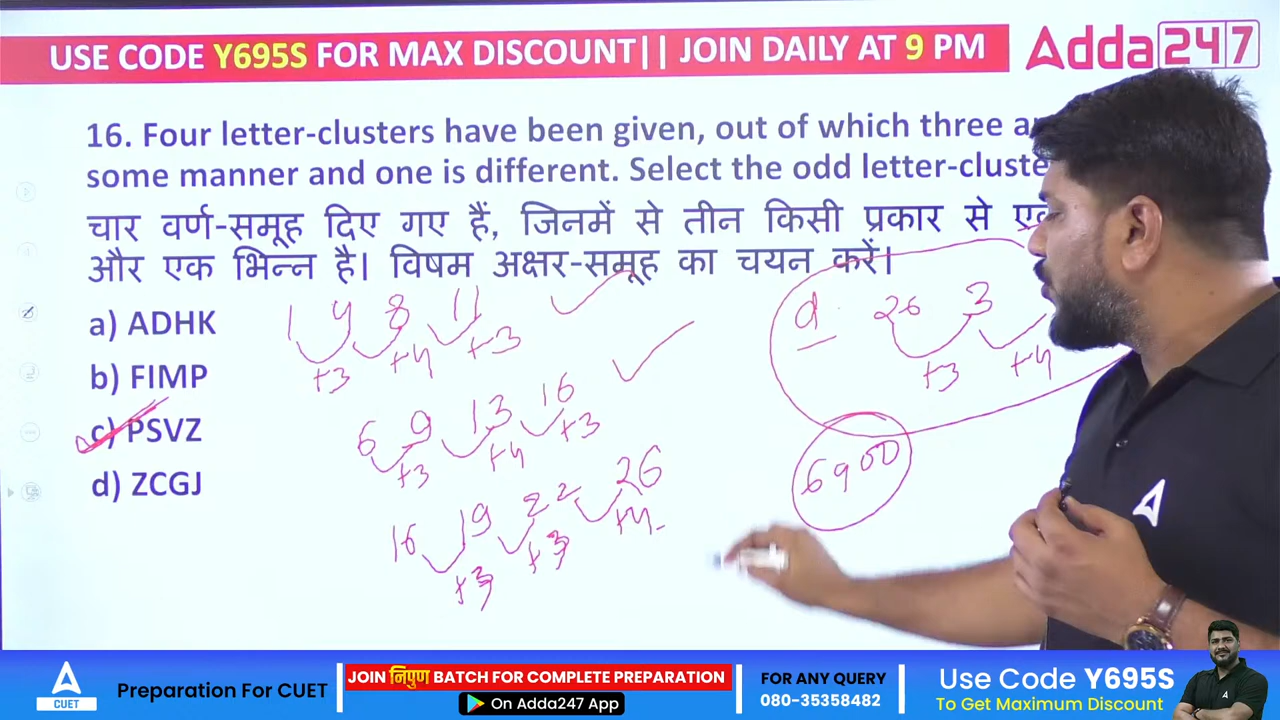 USE CODE Y695S FOR MAX DISCOUNT|| JOIN DAILY AT 9 PM
Adda247
16. Four letter-clusters have been given, out of which three
some manner and one is different. Select the odd
चार वर्ण-समूह दिए गए हैं, जिनमें से तीन किसी प्रकार से
और एक भिन्न है। विषम अक्षर-समूह का चयन करें।
a) ADHK
1 4 8 11
+3 +4 +3
b) FIMP
6 9 13 16
+3 +4 +3
c) PSVZ
16 19 22 26
+3 +3 +4
d) ZCGJ
d. 26 3
+3 +4
6900
CUET
Preparation For CUET
JOIN निपुण BATCH FOR COMPLETE PREPARATION
On Adda247 App
FOR ANY QUERY
080-35358482
Use Code Y695S
To Get Maximum Discount